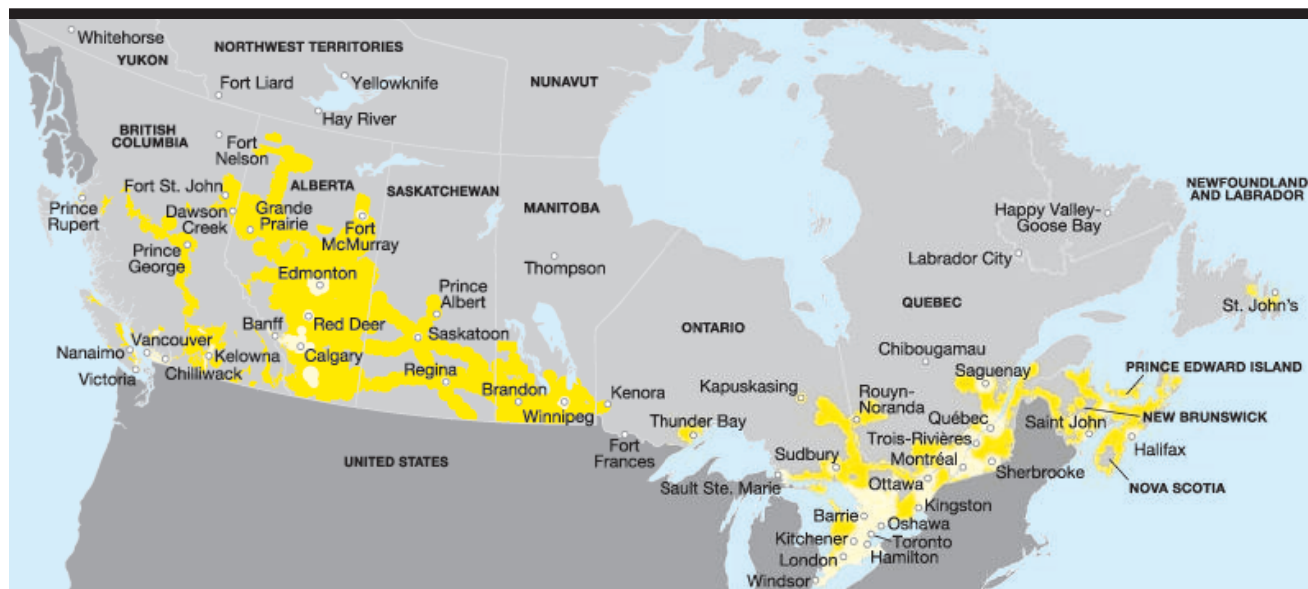 Whitehorse
YUKON
NORTHWEST TERRITORIES
Fort Liard
Yellowknife
NUNAVUT
Hay River
BRITISH
COLUMBIA
Fort
Nelson
Fort St. John
ALBERTA
SASKATCHEWAN
NEWFOUNDLAND
AND LABRADOR
Prince
Rupert
Dawson
Creek
Grande
Prairie
Fort
McMurray
MANITOBA
Happy Valley-
Goose Bay
Prince
George
Edmonton
Thompson
Labrador City
Prince
Albert
QUEBEC
St. John's
Banff
Red Deer
Saskatoon
ONTARIO
Nanaimo
Vancouver
Kelowna
Calgary
Chibougamau
Victoria
Chilliwack
Regina
Saguenay
PRINCE EDWARD ISLAND
Brandon
Winnipeg
Kenora
Kapuskasing
Rouyn-
Noranda
Québec
Saint John
NEW BRUNSWICK
Thunder Bay
Trois-Rivières
Halifax
UNITED STATES
Fort
Frances
Sudbury
Montréal
Sherbrooke
Sault Ste. Marie
Ottawa
NOVA SCOTIA
Kingston
Barrie
Oshawa
Kitchener
Toronto
London
Hamilton
Windsor